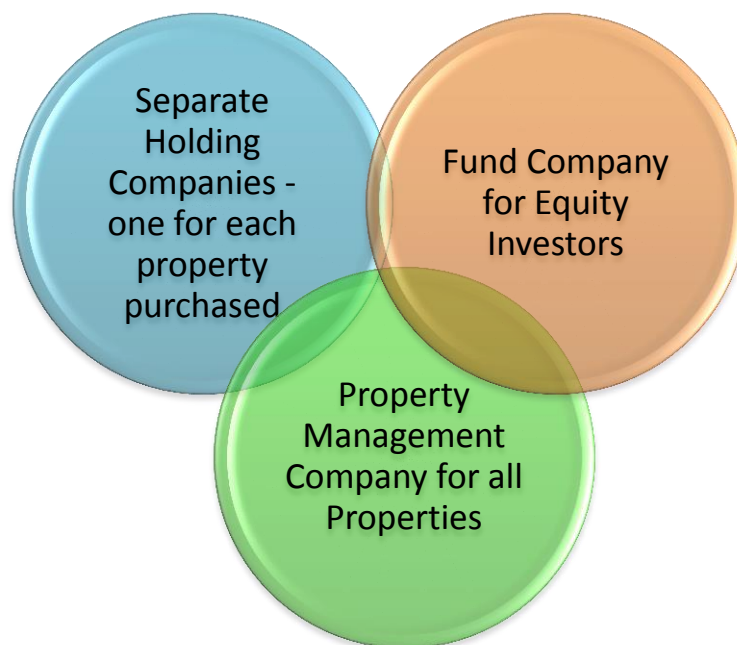 Separate
Holding
Companies -
one for each
property
purchased
Fund Company
for Equity
Investors
Property
Management
Company for all
Properties